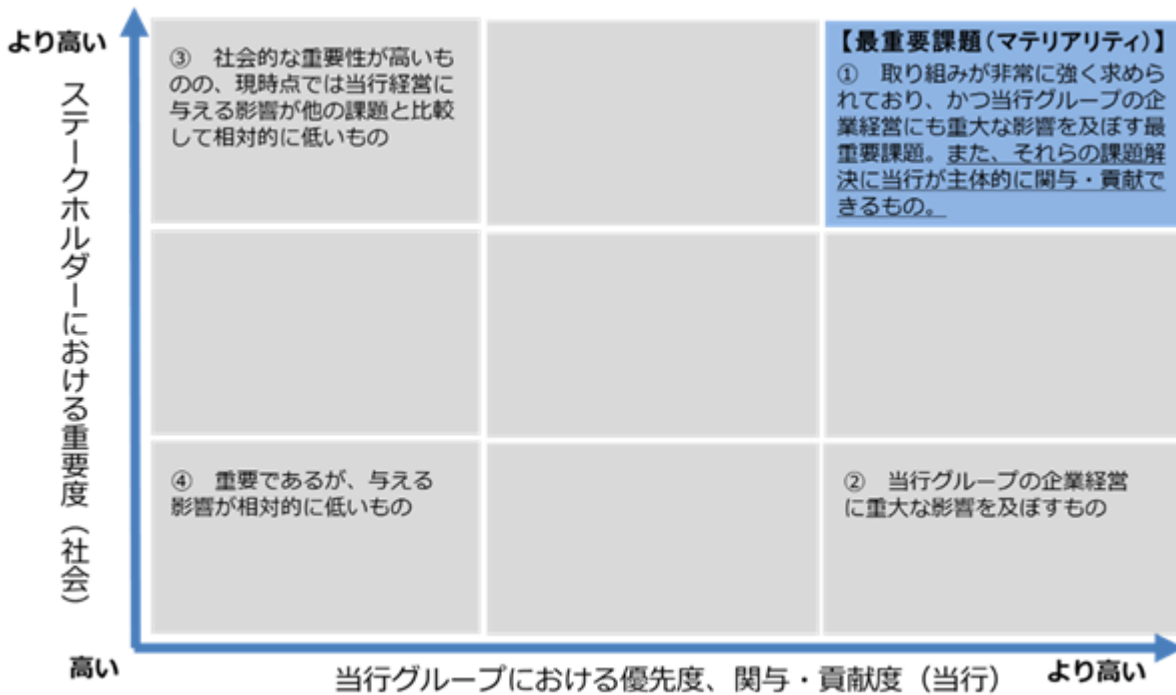 より高い
ステークホルダーにおける重要度（社会）
③　社会的な重要性が高いも
のの、現時点では当行経営に
与える影響が他の課題と比較
して相対的に低いもの
【最重要課題（マテリアリティ）】
①　取り組みが非常に強く求めら
れており、かつ当行グループの企
業経営にも重大な影響を及ぼす最
重要課題。また、それらの課題解
決に当行が主体的に関与・貢献で
きるもの。
④　重要であるが、与える
影響が相対的に低いもの
②　当行グループの企業経営
に重大な影響を及ぼすもの
高い
当行グループにおける優先度、関与・貢献度（当行）
より高い